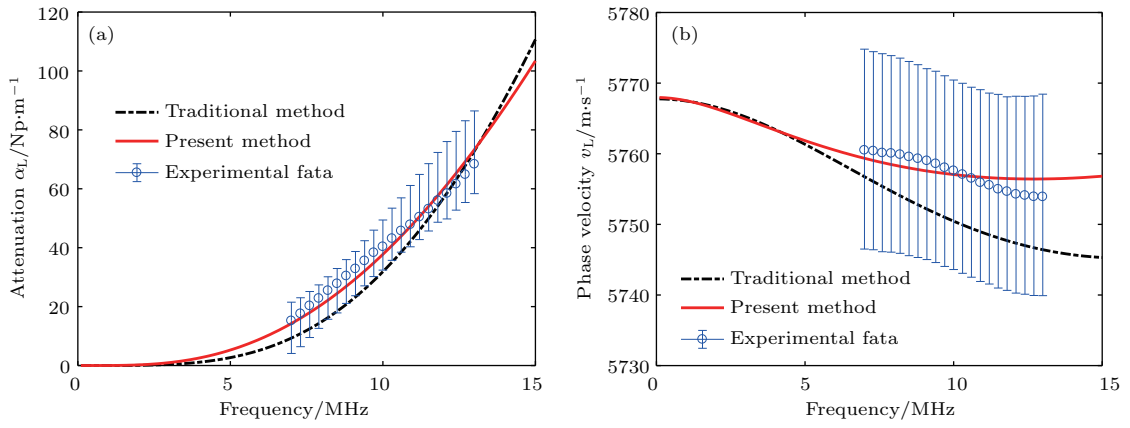 (a)
120
100
80
60
40
20
0
Attenuation αL/Np·m⁻¹
Traditional method
Present method
Experimental fata
0 5 10 15
Frequency/MHz
(b)
5780
5770
5760
5750
5740
5730
Phase velocity vL/m·s⁻¹
Traditional method
Present method
Experimental fata
0 5 10 15
Frequency/MHz